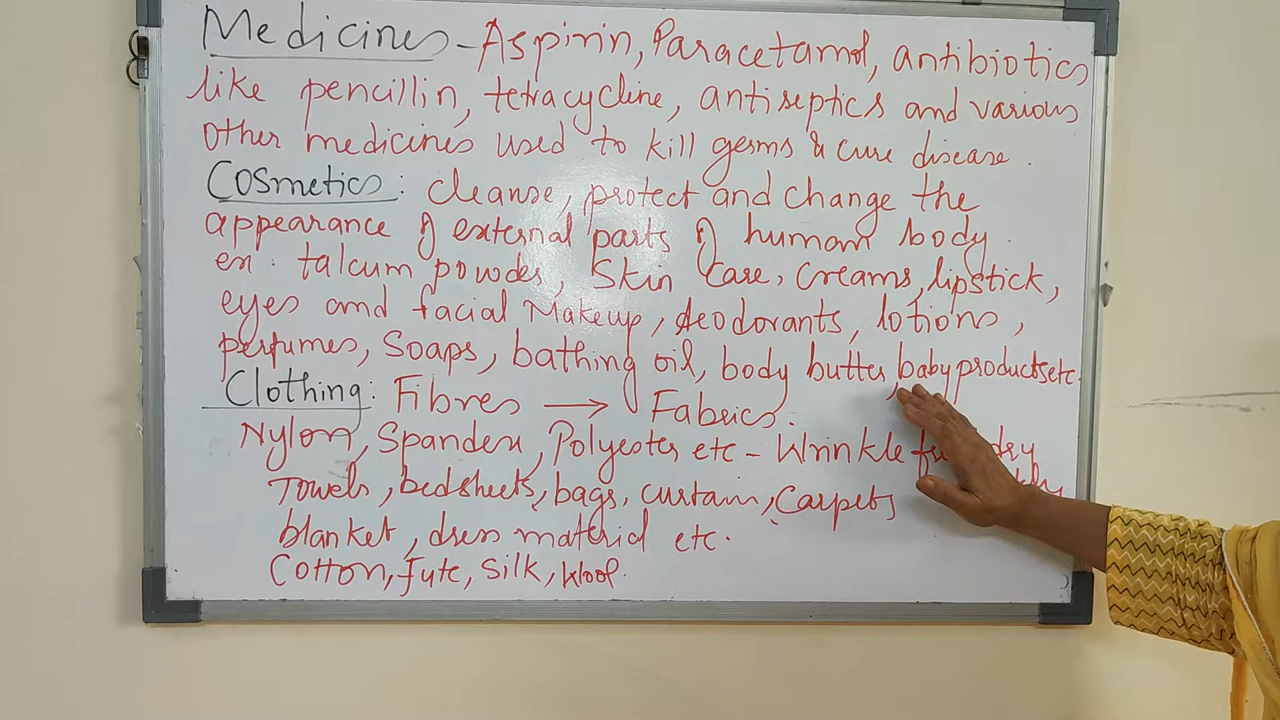 Medicines - Aspirin, Paracetamol, antibiotics
like pencillin, tetracycline, antiseptics and various
other medicines used to kill germs & cure disease.
Cosmetics: cleanse, protect and change the
appearance of external parts of human body.
ex. talcum powder, Skin care, creams, lipstick,
eyes and facial Makeup, deodorants, lotions,
perfumes, Soaps, bathing oil, body butter, baby products etc.
Clothing: Fibres → Fabrics:
Nylon, Spandex, Polyester etc - Wrinkle dry
Towels, bedsheets, bags, curtain, Carpets
blanket, dress material etc.
Cotton, Jute, Silk, Wool.